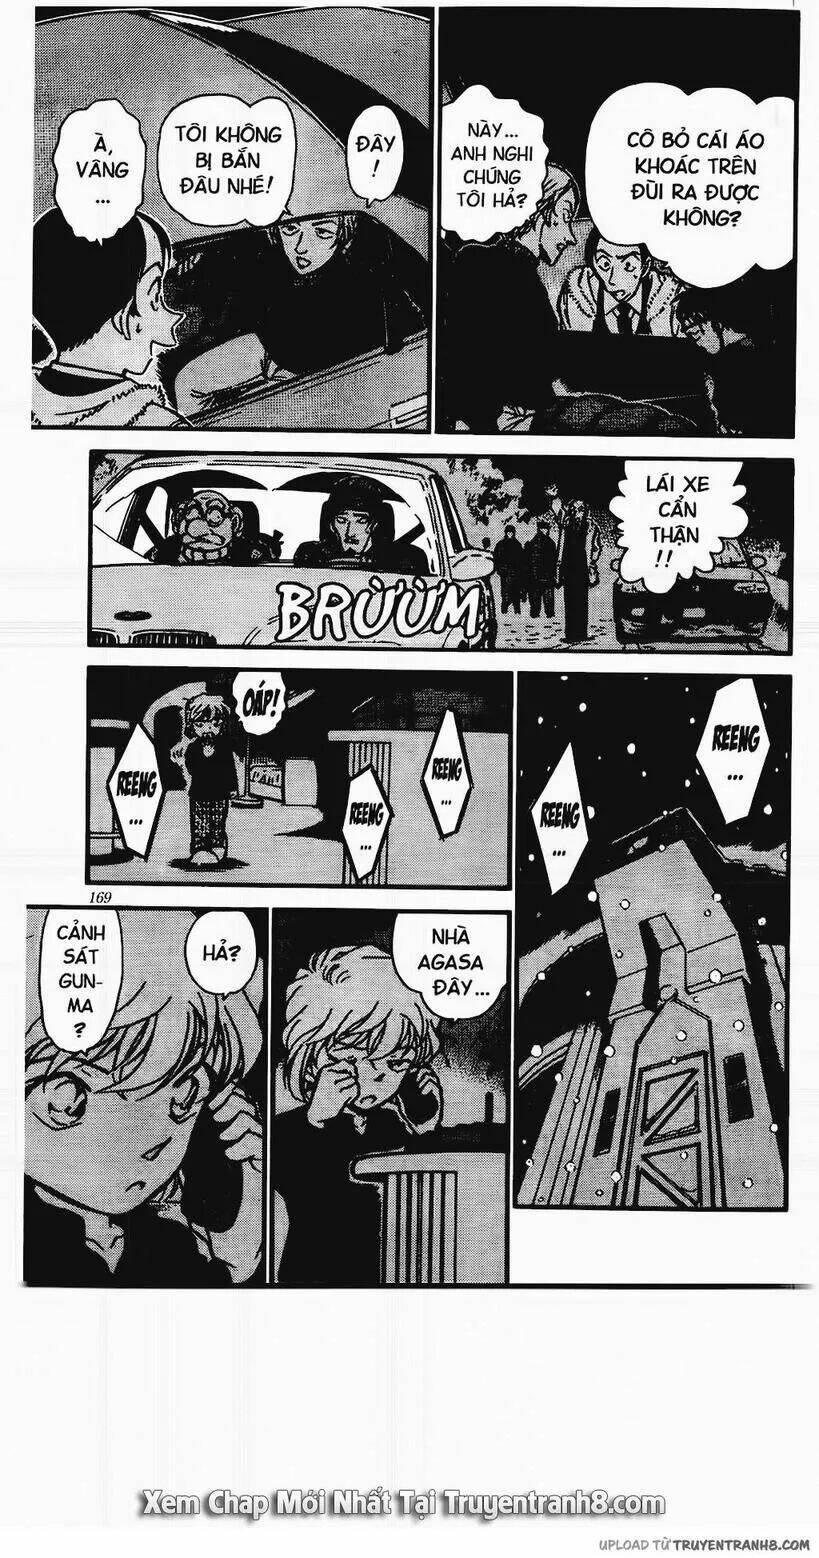 CÔ BỎ CÁI ÁO
KHOÁC TRÊN
ĐÙI RA ĐƯỢC
KHÔNG?
NÀY...
ANH NGHI
CHÚNG
TÔI HẢ?
ĐÂY
!
TÔI KHÔNG
BỊ BẮN
ĐÂU NHÉ!
À,
VÂNG
...
LÁI XE
CẨN
THẬN
!!
BRỪỪM
REENG
...
REENG
...
OÁP!
REENG
...
REENG
...
REENG
...
169
NHÀ
AGASA
ĐÂY...
HẢ?
CẢNH
SÁT
GUN-
MA
?
Xem Chap Mới Nhất Tại Truyentranh8.com
UPLOAD TỪ TRUYENTRANH8.COM